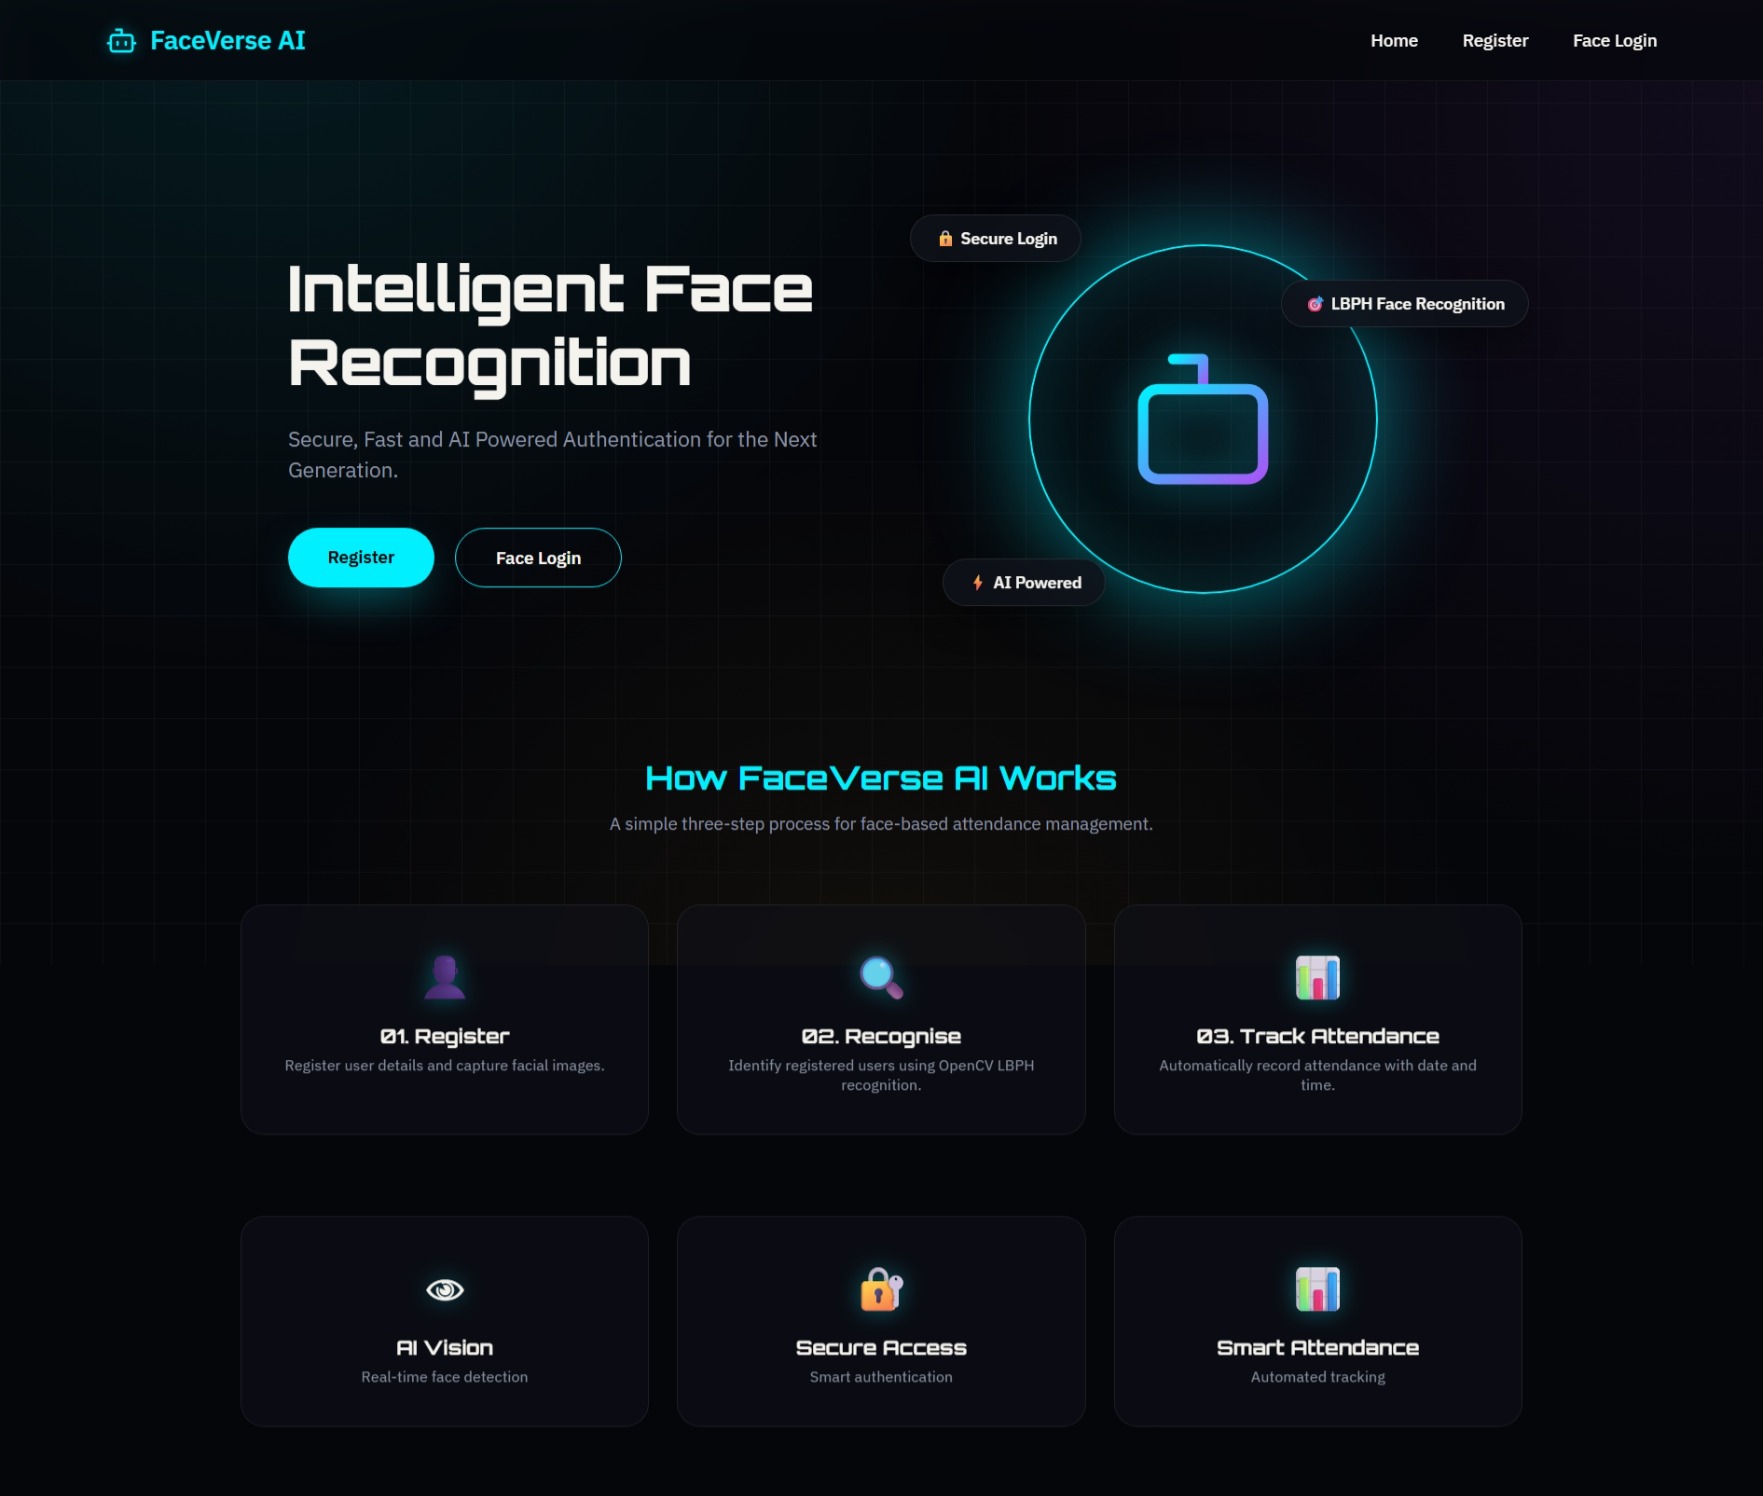 FaceVerse AI
Home
Register
Face Login
Intelligent Face
Recognition
Secure, Fast and AI Powered Authentication for the Next
Generation.
Register
Face Login
Secure Login
LBPH Face Recognition
AI Powered
How FaceVerse AI Works
A simple three-step process for face-based attendance management.
01. Register
Register user details and capture facial images.
02. Recognise
Identify registered users using OpenCV LBPH
recognition.
03. Track Attendance
Automatically record attendance with date and
time.
AI Vision
Real-time face detection
Secure Access
Smart authentication
Smart Attendance
Automated tracking